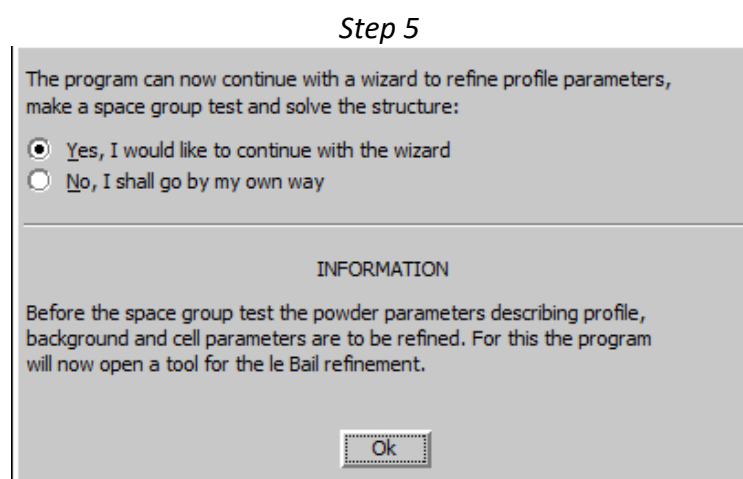 Step 5
The program can now continue with a wizard to refine profile parameters,
make a space group test and solve the structure:
Yes, I would like to continue with the wizard
No, I shall go by my own way
INFORMATION
Before the space group test the powder parameters describing profile,
background and cell parameters are to be refined. For this the program
will now open a tool for the le Bail refinement.
Ok